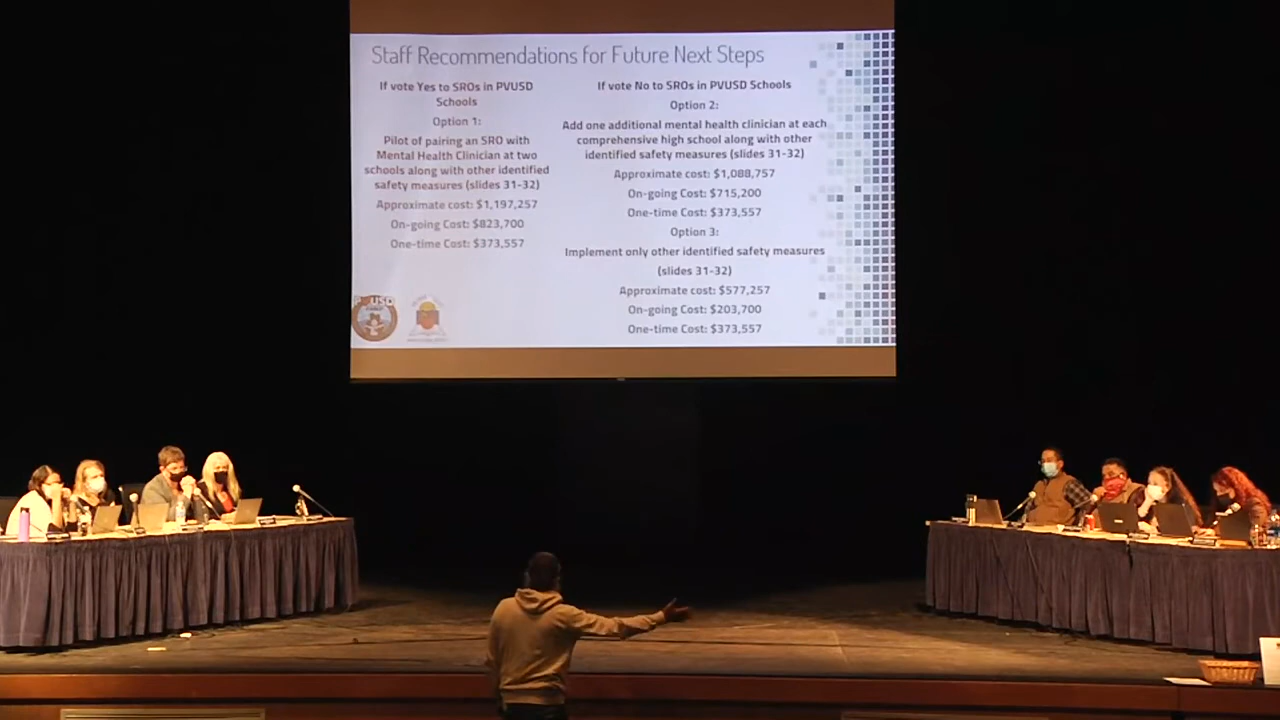 Staff Recommendations for Future Next Steps
If vote Yes to SROs in PVUSD
Schools
Option 1:
Pilot of pairing an SRO with
Mental Health Clinician at two
schools along with other identified
safety measures (slides 31-32)
Approximate cost: $1,197,257
On-going Cost: $823,700
One-time Cost: $373,557
If vote No to SROs in PVUSD Schools
Option 2:
Add one additional mental health clinician at each
comprehensive high school along with other
identified safety measures (slides 31-32)
Approximate cost: $1,088,757
On-going Cost: $715,200
One-time Cost: $373,557
Option 3:
Implement only other identified safety measures
(slides 31-32)
Approximate cost: $577,257
On-going Cost: $203,700
One-time Cost: $373,557